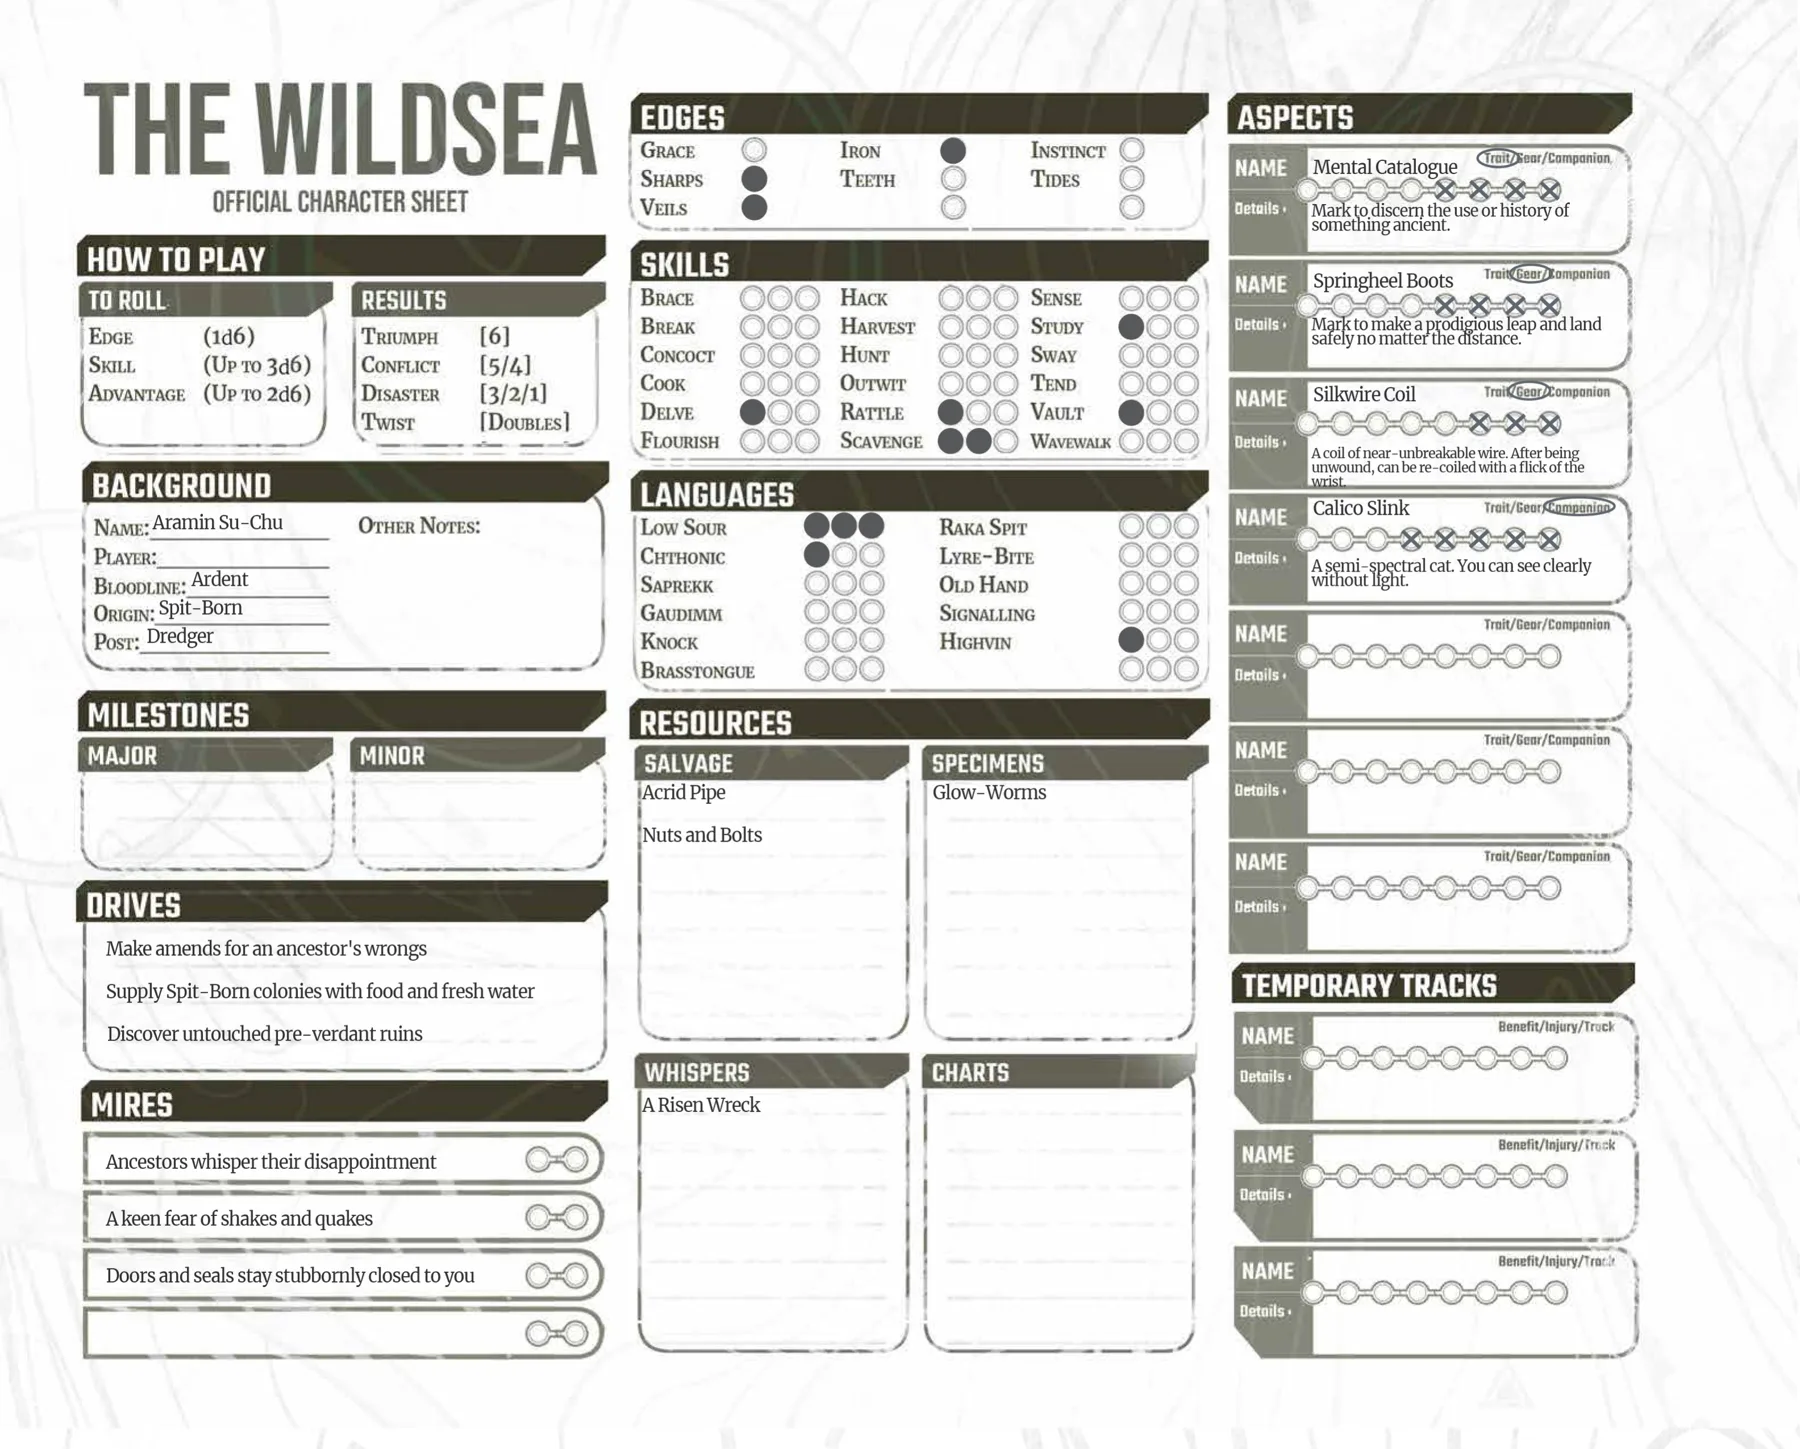 THE WILDSEA
OFFICIAL CHARACTER SHEET
HOW TO PLAY
TO ROLL
EDGE (1d6)
SKILL (UP TO 3d6)
ADVANTAGE (UP TO 2d6)
RESULTS
TRIUMPH [6]
CONFLICT [5/4]
DISASTER [3/2/1]
TWIST [DOUBLES]
BACKGROUND
NAME: Aramin Su-Chu
PLAYER:
BLOODLINE: Ardent
ORIGIN: Spit-Born
POST: Dredger
OTHER NOTES:
MILESTONES
MAJOR
MINOR
DRIVES
Make amends for an ancestor's wrongs
Supply Spit-Born colonies with food and fresh water
Discover untouched pre-verdant ruins
MIRES
Ancestors whisper their disappointment
A keen fear of shakes and quakes
Doors and seals stay stubbornly closed to you
EDGES
GRACE IRON INSTINCT
SHARPS TEETH TIDES
VEILS
SKILLS
BRACE HACK SENSE
BREAK HARVEST STUDY
CONCOCT HUNT SWAY
COOK OUTWIT TEND
DELVE RATTLE VAULT
FLOURISH SCAVENGE WAVEWALK
LANGUAGES
LOW SOUR RAKA SPIT
CHTHONIC LYRE-BITE
SAPREKK OLD HAND
GAUDIMM SIGNALLING
KNOCK HIGHVIN
BRASSTONGUE
RESOURCES
SALVAGE
Acrid Pipe
Nuts and Bolts
SPECIMENS
Glow-Worms
WHISPERS
A Risen Wreck
CHARTS
ASPECTS
NAME Mental Catalogue Trait/Gear/Companion
Details Mark to discern the use or history of
something ancient.
NAME Springheel Boots Trait/Gear/Companion
Details Mark to make a prodigious leap and land
safely no matter the distance.
NAME Silkwire Coil Trait/Gear/Companion
Details A coil of near-unbreakable wire. After being
unwound, can be re-coiled with a flick of the
wrist.
NAME Calico Slink Trait/Gear/Companion
Details A semi-spectral cat. You can see clearly
without light.
NAME Trait/Gear/Companion
Details
NAME Trait/Gear/Companion
Details
NAME Trait/Gear/Companion
Details
TEMPORARY TRACKS
NAME Benefit/Injury/Track
Details
NAME Benefit/Injury/Track
Details
NAME Benefit/Injury/Track
Details